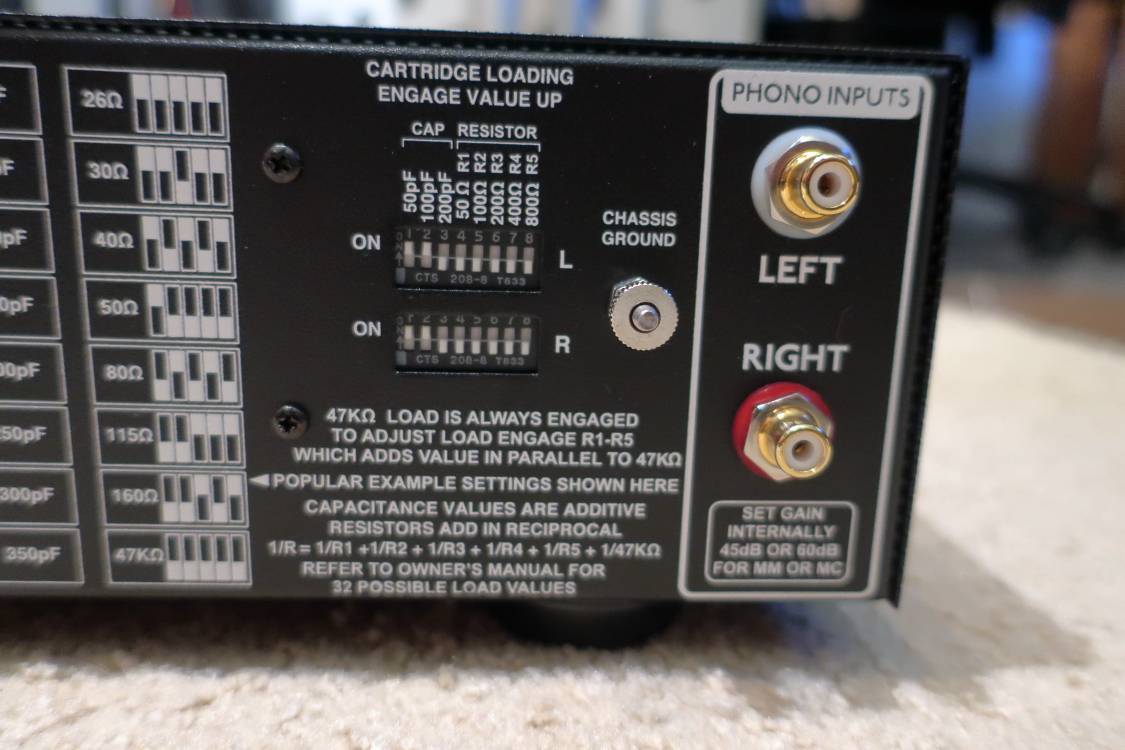 26Ω
30Ω
40Ω
50Ω
80Ω
115Ω
160Ω
47KΩ
300pF
350pF
CARTRIDGE LOADING
ENGAGE VALUE UP
CAP RESISTOR
50pF
100pF
200pF
50Ω R1
100Ω R2
200Ω R3
400Ω R4
800Ω R5
ON
1 2 3 4 5 6 7 8
CTS 208-8 T633
L
ON
1 2 3 4 5 6 7 8
CTS 208-8 T633
R
CHASSIS
GROUND
47KΩ LOAD IS ALWAYS ENGAGED
TO ADJUST LOAD ENGAGE R1-R5
WHICH ADDS VALUE IN PARALLEL TO 47KΩ
POPULAR EXAMPLE SETTINGS SHOWN HERE
CAPACITANCE VALUES ARE ADDITIVE
RESISTORS ADD IN RECIPROCAL
1/R= 1/R1 +1/R2 + 1/R3 + 1/R4 + 1/R5 + 1/47KΩ
REFER TO OWNER'S MANUAL FOR
32 POSSIBLE LOAD VALUES
PHONO INPUTS
LEFT
RIGHT
SET GAIN
INTERNALLY
45dB OR 60dB
FOR MM OR MC